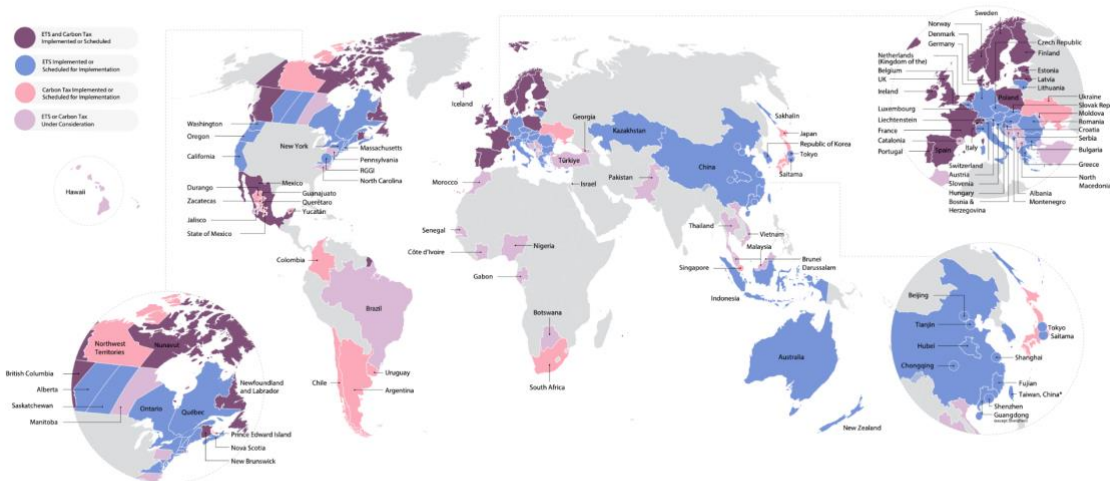 ETS and Carbon Tax
Implemented or Scheduled
ETS Implemented or
Scheduled for Implementation
Carbon Tax Implemented or
Scheduled for Implementation
ETS or Carbon Tax
Under Consideration
Hawaii
Washington
Oregon
California
New York
Massachusetts
Pennsylvania
RGGI
North Carolina
Durango
Zacatecas
Jalisco
State of Mexico
Mexico
Guanajuato
Querétaro
Yucatán
Colombia
Brazil
Chile
Uruguay
Argentina
Iceland
Morocco
Senegal
Côte d'Ivoire
Gabon
Nigeria
Botswana
South Africa
Georgia
Türkiye
Israel
Kazakhstan
Pakistan
China
Thailand
Vietnam
Malaysia
Singapore
Brunei
Darussalam
Indonesia
Australia
New Zealand
Sakhalin
Japan
Republic of Korea
Tokyo
Saitama
Northwest
Territories
Nunavut
British Columbia
Alberta
Saskatchewan
Manitoba
Ontario
Québec
Newfoundland
and Labrador
Prince Edward Island
Nova Scotia
New Brunswick
Sweden
Norway
Denmark
Germany
Netherlands
(Kingdom of the)
Belgium
UK
Ireland
Luxembourg
Liechtenstein
France
Catalonia
Portugal
Spain
Italy
Switzerland
Austria
Slovenia
Hungary
Bosnia &
Herzegovina
Czech Republic
Finland
Estonia
Latvia
Lithuania
Poland
Ukraine
Slovak Rep
Moldova
Romania
Croatia
Serbia
Bulgaria
Greece
North
Macedonia
Albania
Montenegro
Beijing
Tianjin
Hubei
Chongqing
Tokyo
Saitama
Shanghai
Fujian
Taiwan, China*
Shenzhen
Guangdong
(except Shenzhen)